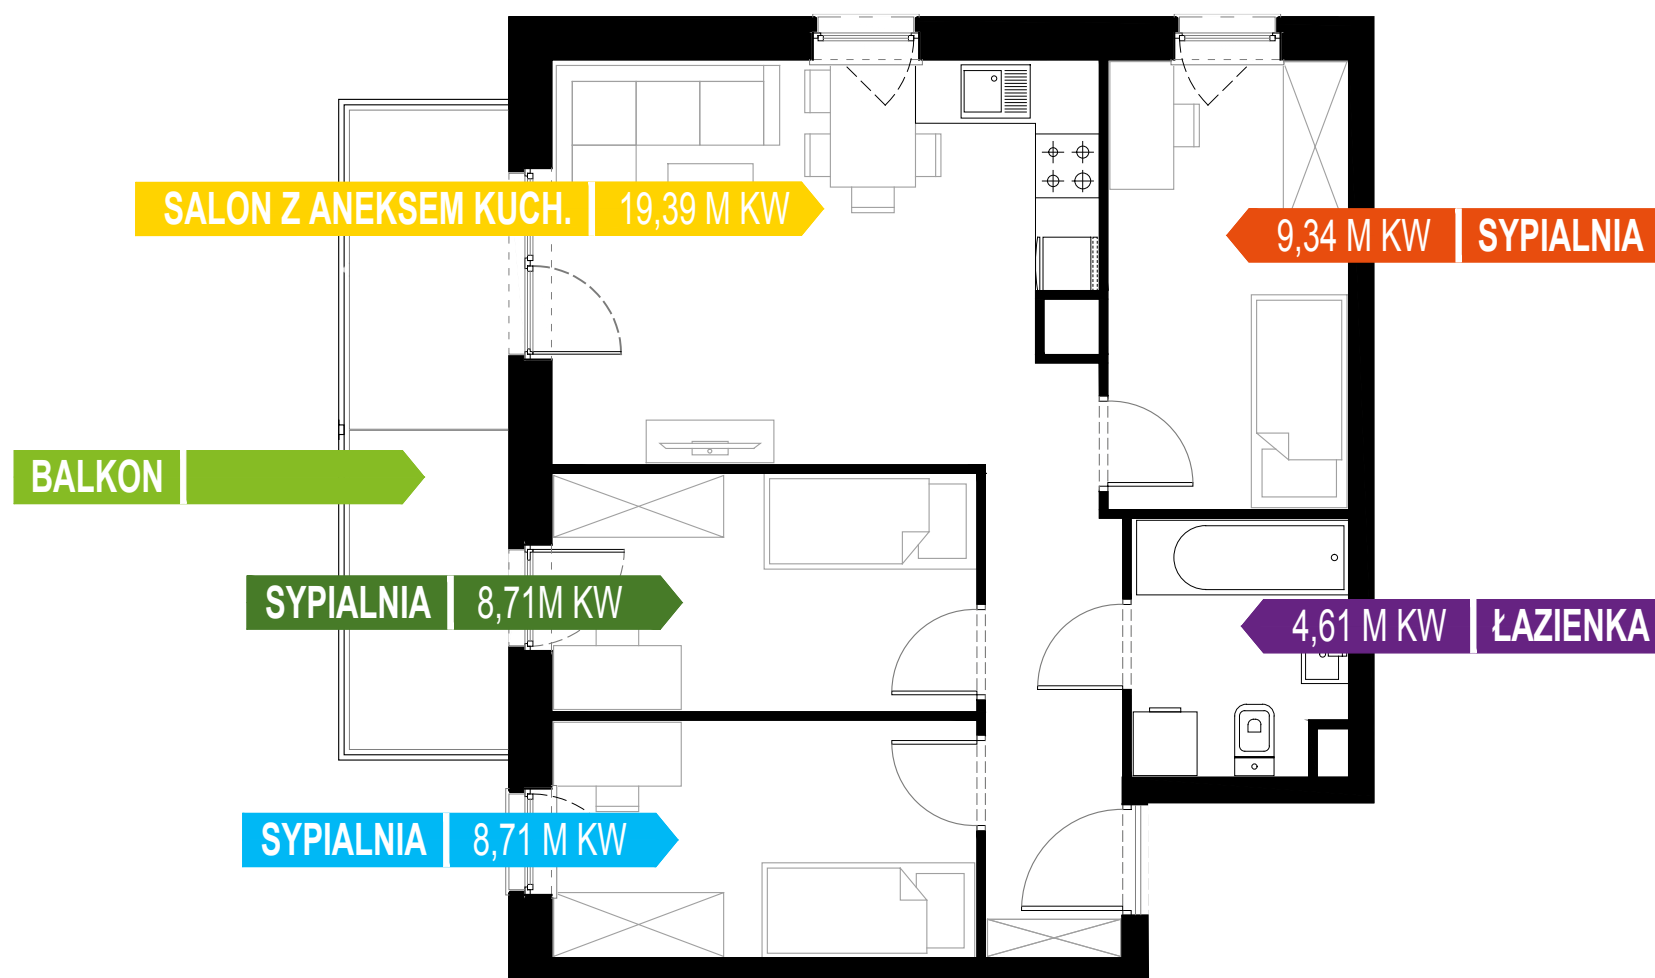 SALON Z ANEKSEM KUCH. 19,39 M KW
9,34 M KW SYPIALNIA
BALKON
SYPIALNIA 8,71M KW
4,61 M KW ŁAZIENKA
SYPIALNIA 8,71 M KW